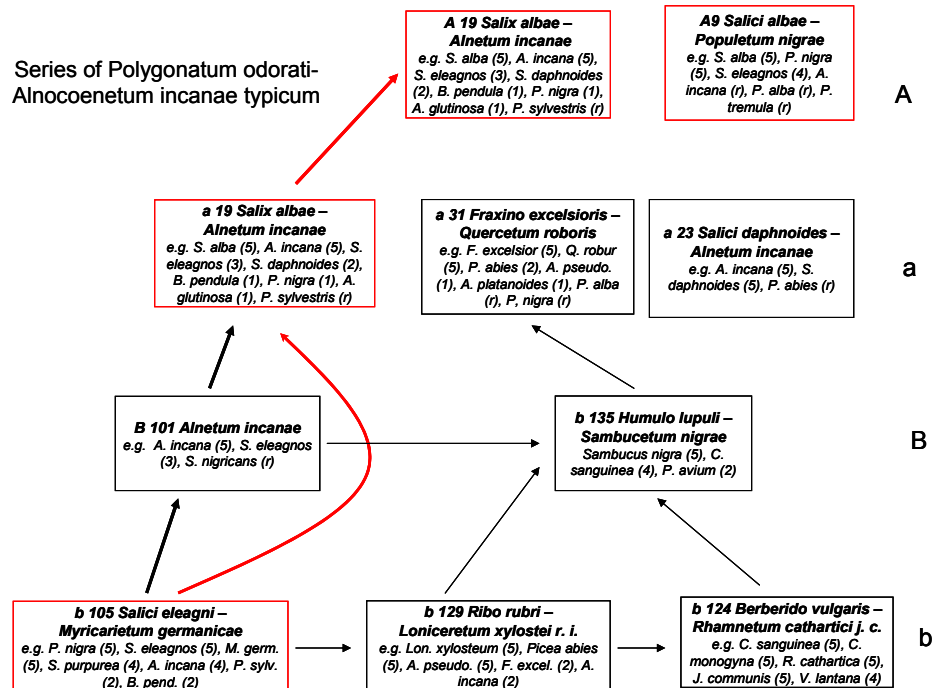 Series of Polygonatum odorati-
Alnocoenetum incanae typicum
A 19 Salix albae –
Alnetum incanae
e.g. S. alba (5), A. incana (5),
S. eleagnos (3), S. daphnoides
(2), B. pendula (1), P. nigra (1),
A. glutinosa (1), P. sylvestris (r)
A9 Salici albae –
Populetum nigrae
e.g. S. alba (5), P. nigra
(5), S. eleagnos (4), A.
incana (r), P. alba (r), P.
tremula (r)
A
a 19 Salix albae –
Alnetum incanae
e.g. S. alba (5), A. incana (5), S.
eleagnos (3), S. daphnoides (2),
B. pendula (1), P. nigra (1), A.
glutinosa (1), P. sylvestris (r)
a 31 Fraxino excelsioris –
Quercetum roboris
e.g. F. excelsior (5), Q. robur
(5), P. abies (2), A. pseudo.
(1), A. platanoides (1), P. alba
(r), P, nigra (r)
a 23 Salici daphnoides –
Alnetum incanae
e.g. A. incana (5), S.
daphnoides (5), P. abies (r)
a
B 101 Alnetum incanae
e.g. A. incana (5), S. eleagnos
(3), S. nigricans (r)
b 135 Humulo lupuli –
Sambucetum nigrae
Sambucus nigra (5), C.
sanguinea (4), P. avium (2)
B
b 105 Salici eleagni –
Myricarietum germanicae
e.g. P. nigra (5), S. eleagnos (5), M. germ.
(5), S. purpurea (4), A. incana (4), P. sylv.
(2), B. pend. (2)
b 129 Ribo rubri –
Loniceretum xylostei r. i.
e.g. Lon. xylosteum (5), Picea abies
(5), A. pseudo. (5), F. excel. (2), A.
incana (2)
b 124 Berberido vulgaris –
Rhamnetum cathartici j. c.
e.g. C. sanguinea (5), C.
monogyna (5), R. cathartica (5),
J. communis (5), V. lantana (4)
b